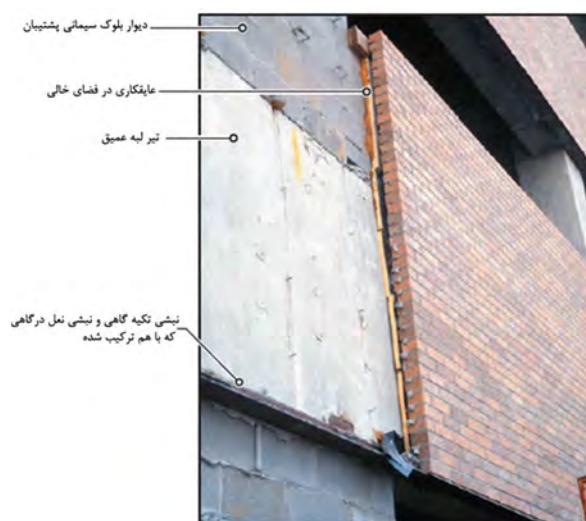 دیوار بلوک سیمانی پشتیبان
عایقکاری در فضای خالی
تیر لبه عمیق
نبشی تکیه گاهی و نبشی نعل درگاهی
که با هم ترکیب شده